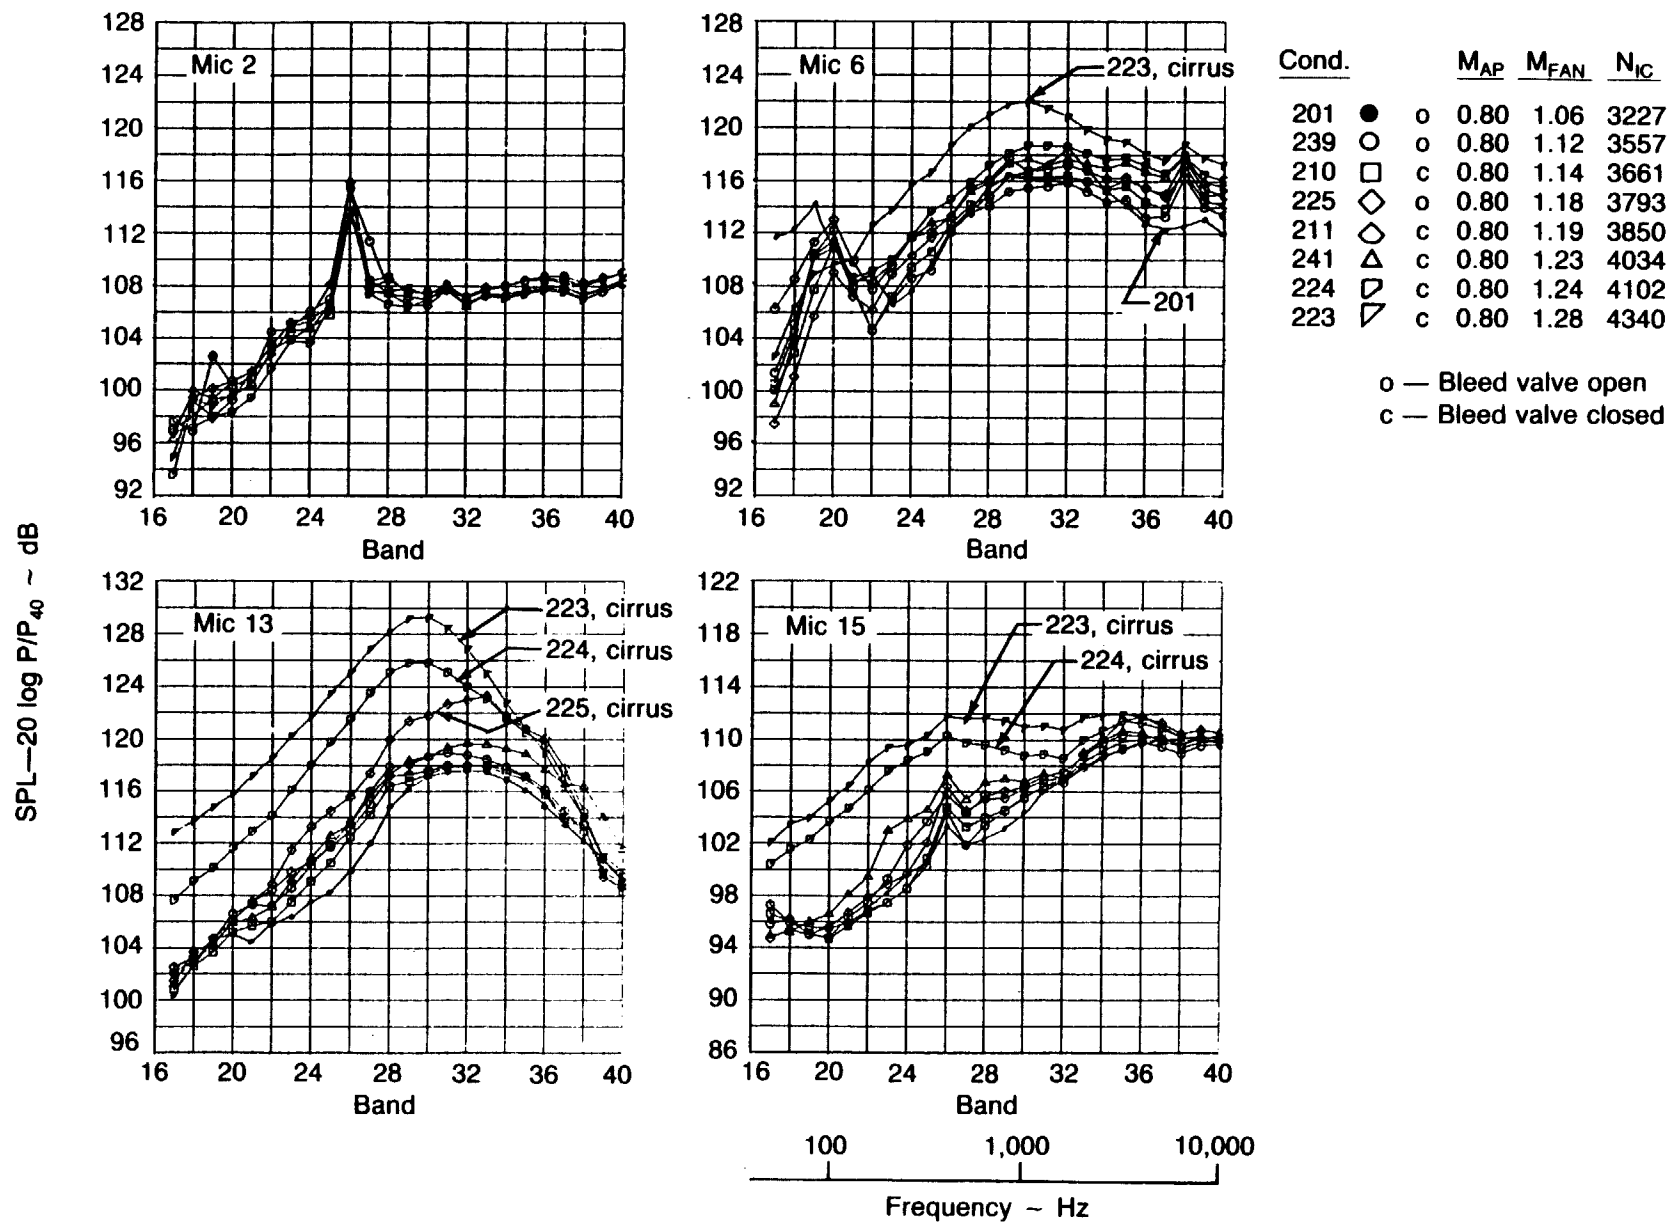 SPL—20 log P/P40 ~ dB
128
124
120
116
112
108
104
100
96
92
Mic 2
16 20 24 28 32 36 40
Band
128
124
120
116
112
108
104
100
96
92
Mic 6
223, cirrus
201
16 20 24 28 32 36 40
Band
132
128
124
120
116
112
108
104
100
96
Mic 13
223, cirrus
224, cirrus
225, cirrus
16 20 24 28 32 36 40
Band
122
118
114
110
106
102
98
94
90
86
Mic 15
223, cirrus
224, cirrus
16 20 24 28 32 36 40
Band
100 1,000 10,000
Frequency ~ Hz
Cond. MAP MFAN NIC
201 ● o 0.80 1.06 3227
239 ○ o 0.80 1.12 3557
210 □ c 0.80 1.14 3661
225 ◇ o 0.80 1.18 3793
211 c 0.80 1.19 3850
241 △ c 0.80 1.23 4034
224 c 0.80 1.24 4102
223 c 0.80 1.28 4340
o — Bleed valve open
c — Bleed valve closed